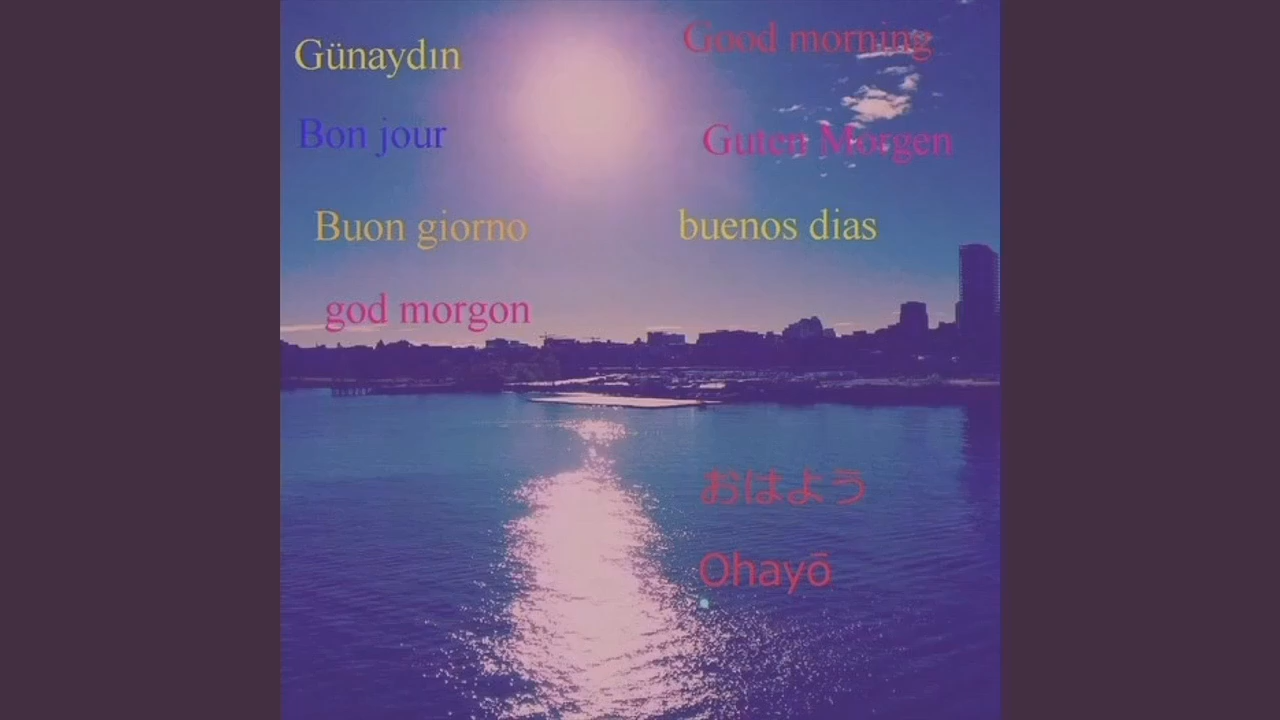 Günaydın
Good morning
Bon jour
Guten Morgen
Buon giorno
buenos dias
god morgon
おはよう
Ohayō